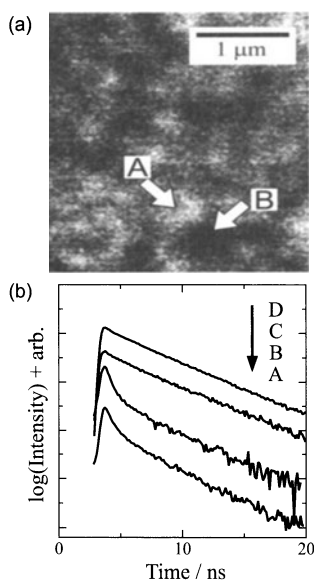 (a)
1 μm
A
B
(b)
D
C
B
A
log(Intensity) + arb.
0
10
20
Time / ns